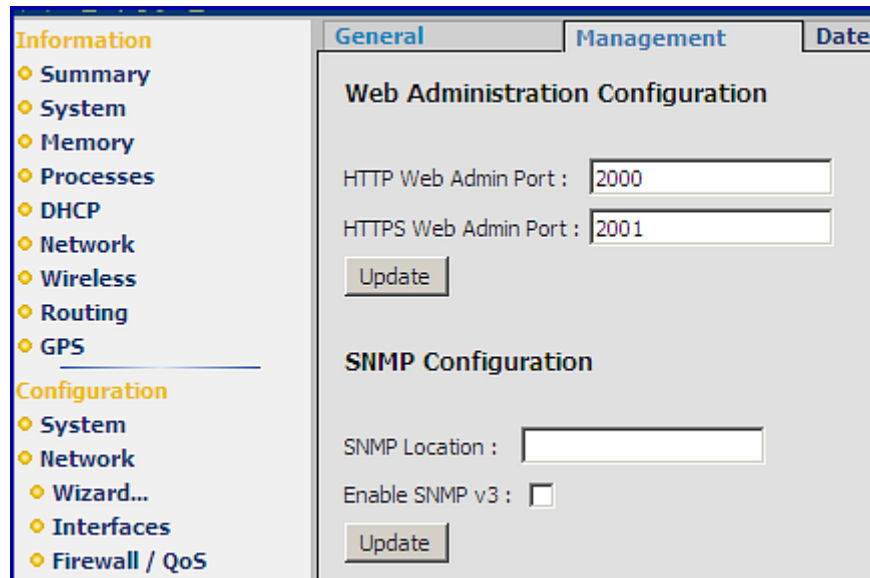 Information
Summary
System
Memory
Processes
DHCP
Network
Wireless
Routing
GPS
Configuration
System
Network
Wizard...
Interfaces
Firewall / QoS
General
Management
Date
Web Administration Configuration
HTTP Web Admin Port : 2000
HTTPS Web Admin Port : 2001
Update
SNMP Configuration
SNMP Location :
Enable SNMP v3 :
Update